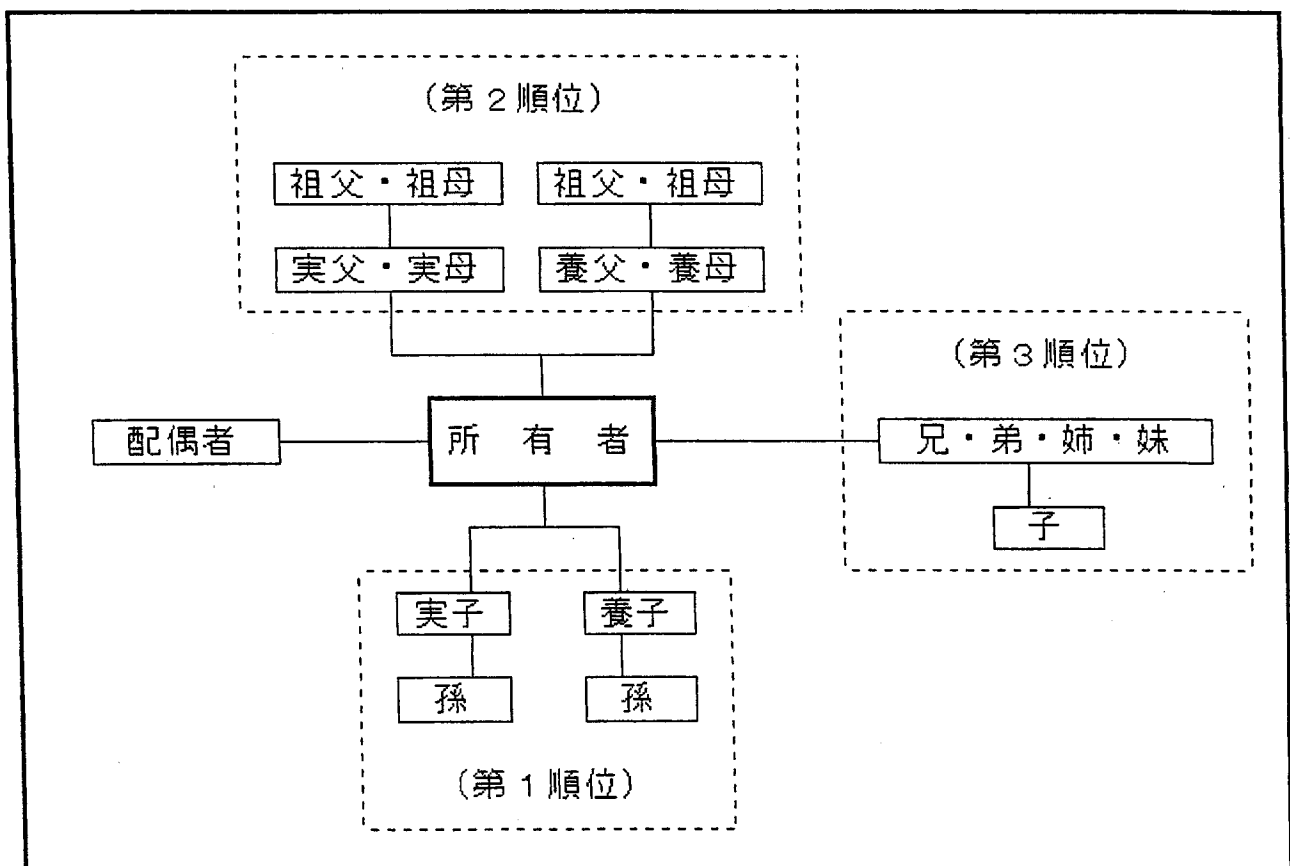 (第2順位)
祖父・祖母 祖父・祖母
実父・実母 養父・養母
(第3順位)
配偶者 所有者 兄・弟・姉・妹
子
実子 養子
孫 孫
(第1順位)